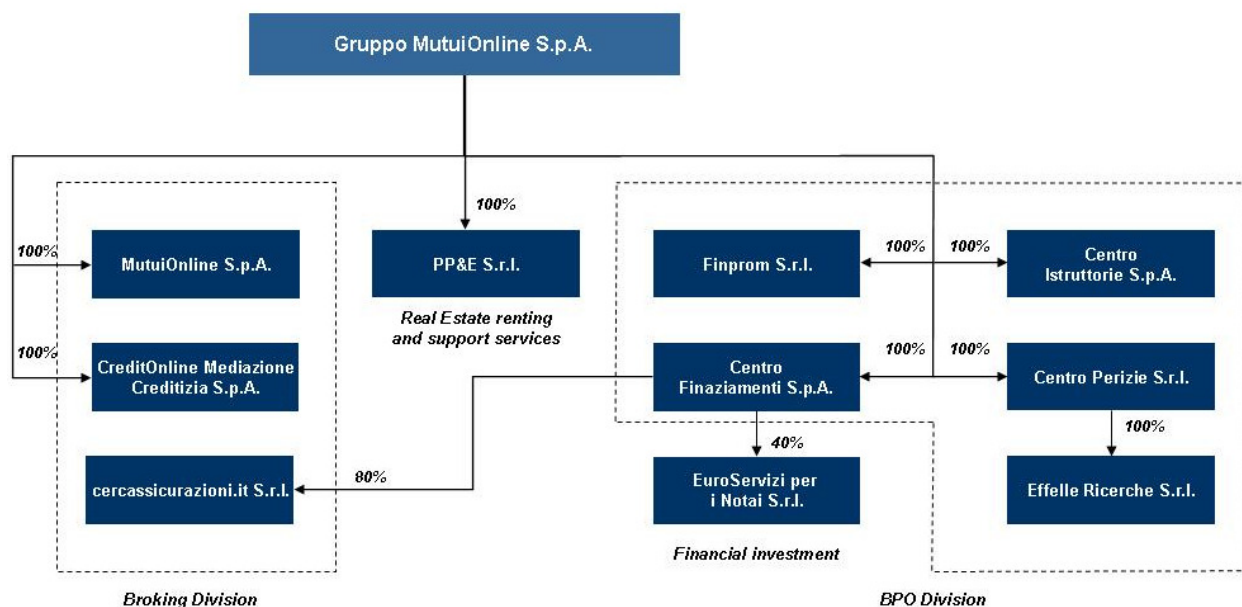 Gruppo MutuiOnline S.p.A.
100%
100%
MutuiOnline S.p.A.
PP&E S.r.l.
Finprom S.r.l.
100%
100%
Centro
Istruttorie S.p.A.
Real Estate renting
and support services
100%
CreditOnline Mediazione
Creditizia S.p.A.
Centro
Finaziamenti S.p.A.
100%
100%
Centro Perizie S.r.l.
40%
100%
cercassicurazioni.it S.r.l.
80%
EuroServizi per
i Notai S.r.l.
Effelle Ricerche S.r.l.
Financial investment
Broking Division
BPO Division